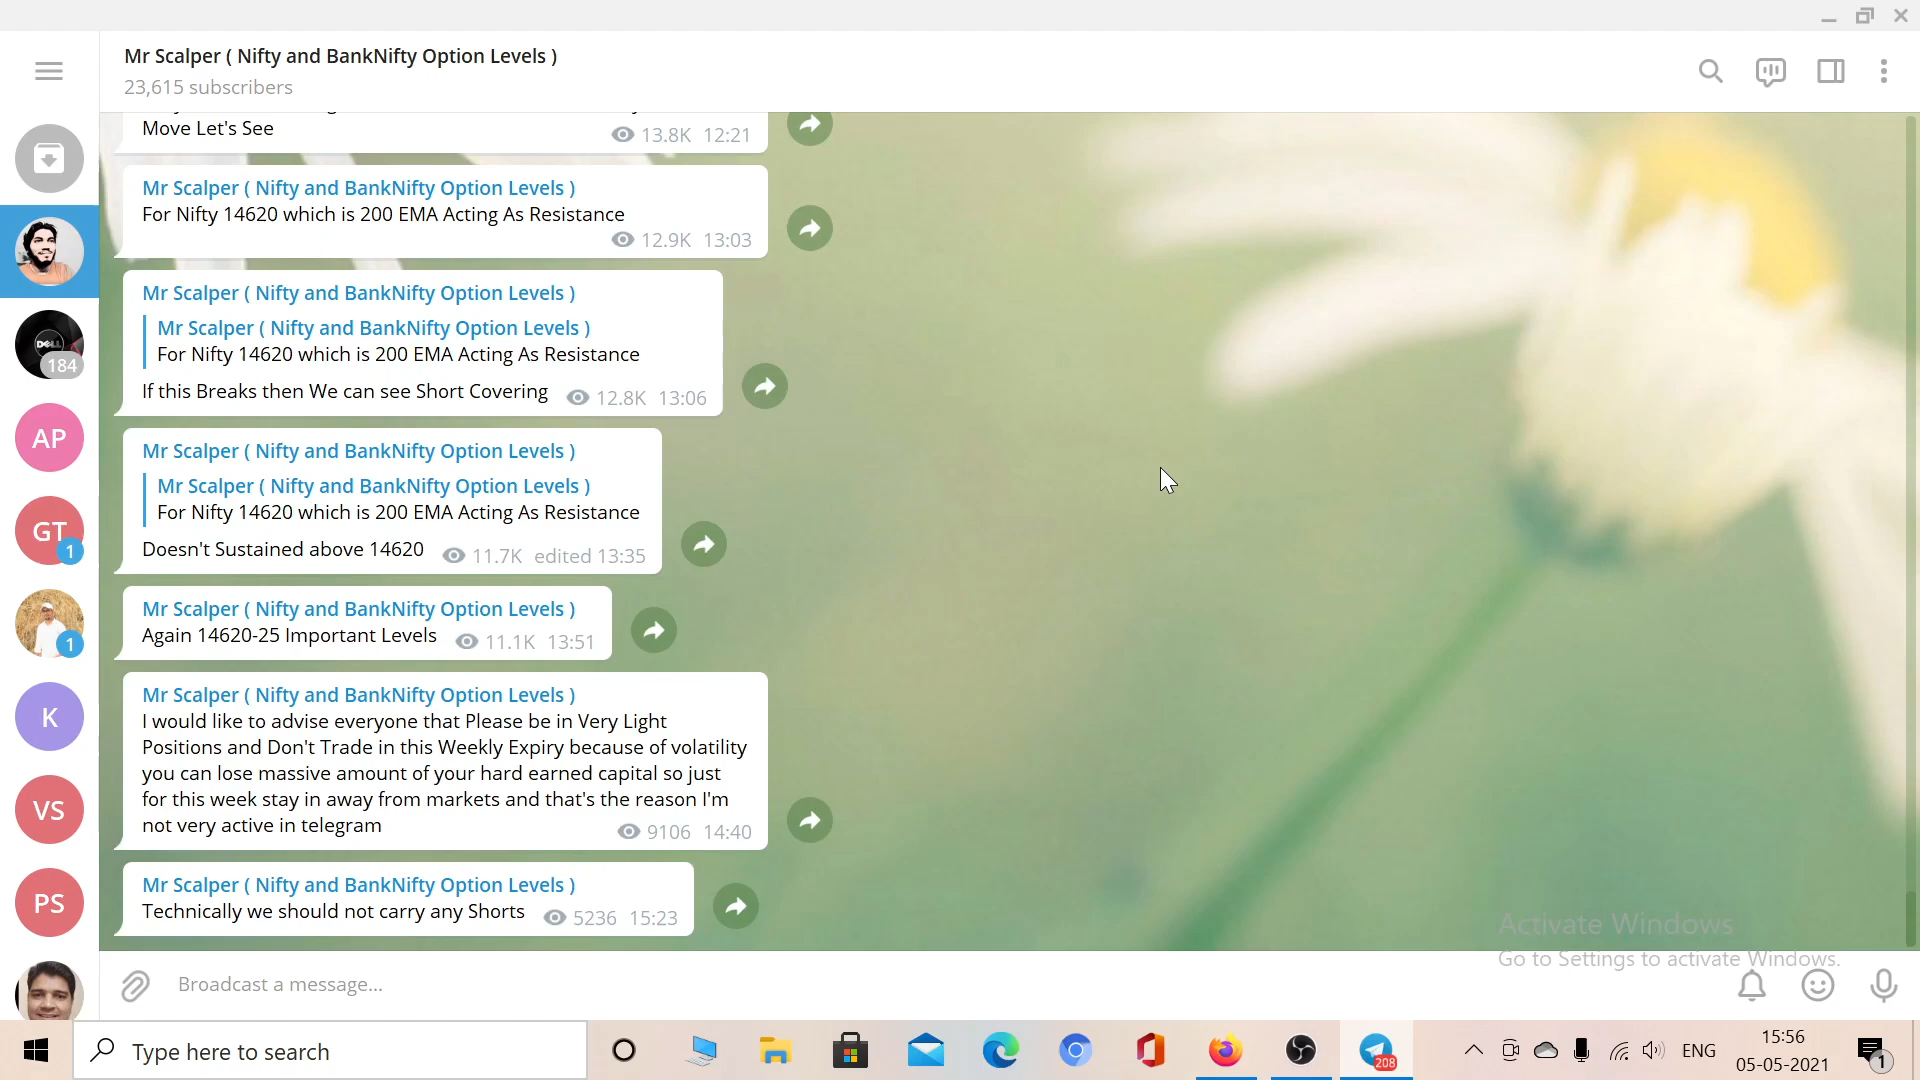 Mr Scalper ( Nifty and BankNifty Option Levels )
23,615 subscribers
Move Let's See
13.8K 12:21
Mr Scalper ( Nifty and BankNifty Option Levels )
For Nifty 14620 which is 200 EMA Acting As Resistance
12.9K 13:03
Mr Scalper ( Nifty and BankNifty Option Levels )
Mr Scalper ( Nifty and BankNifty Option Levels )
For Nifty 14620 which is 200 EMA Acting As Resistance
If this Breaks then We can see Short Covering 12.8K 13:06
Mr Scalper ( Nifty and BankNifty Option Levels )
Mr Scalper ( Nifty and BankNifty Option Levels )
For Nifty 14620 which is 200 EMA Acting As Resistance
Doesn't Sustained above 14620 11.7K edited 13:35
Mr Scalper ( Nifty and BankNifty Option Levels )
Again 14620-25 Important Levels 11.1K 13:51
Mr Scalper ( Nifty and BankNifty Option Levels )
I would like to advise everyone that Please be in Very Light
Positions and Don't Trade in this Weekly Expiry because of volatility
you can lose massive amount of your hard earned capital so just
for this week stay in away from markets and that's the reason I'm
not very active in telegram 9106 14:40
Mr Scalper ( Nifty and BankNifty Option Levels )
Technically we should not carry any Shorts 5236 15:23
DELL
184
AP
GT
1
1
K
VS
PS
Activate Windows
Go to Settings to activate Windows.
Broadcast a message...
Type here to search
208
ENG
15:56
05-05-2021
1